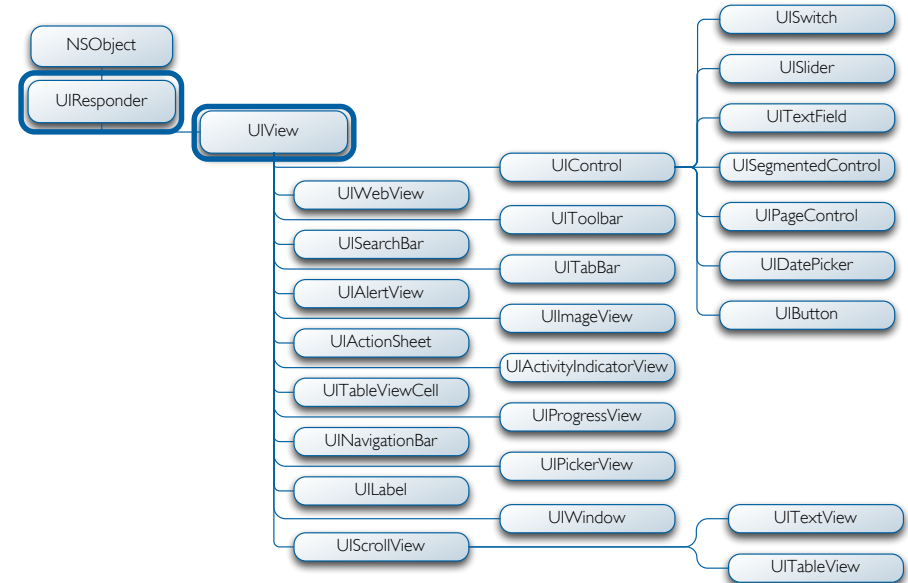 NSObject
UIResponder
UIView
UIWebView
UISearchBar
UIAlertView
UIActionSheet
UITableViewCell
UINavigationBar
UILabel
UIScrollView
UIControl
UIToolbar
UITabBar
UIImageView
UIActivityIndicatorView
UIProgressView
UIPickerView
UIWindow
UISwitch
UISlider
UITextField
UISegmentedControl
UIPageControl
UIDatePicker
UIButton
UITextView
UITableView